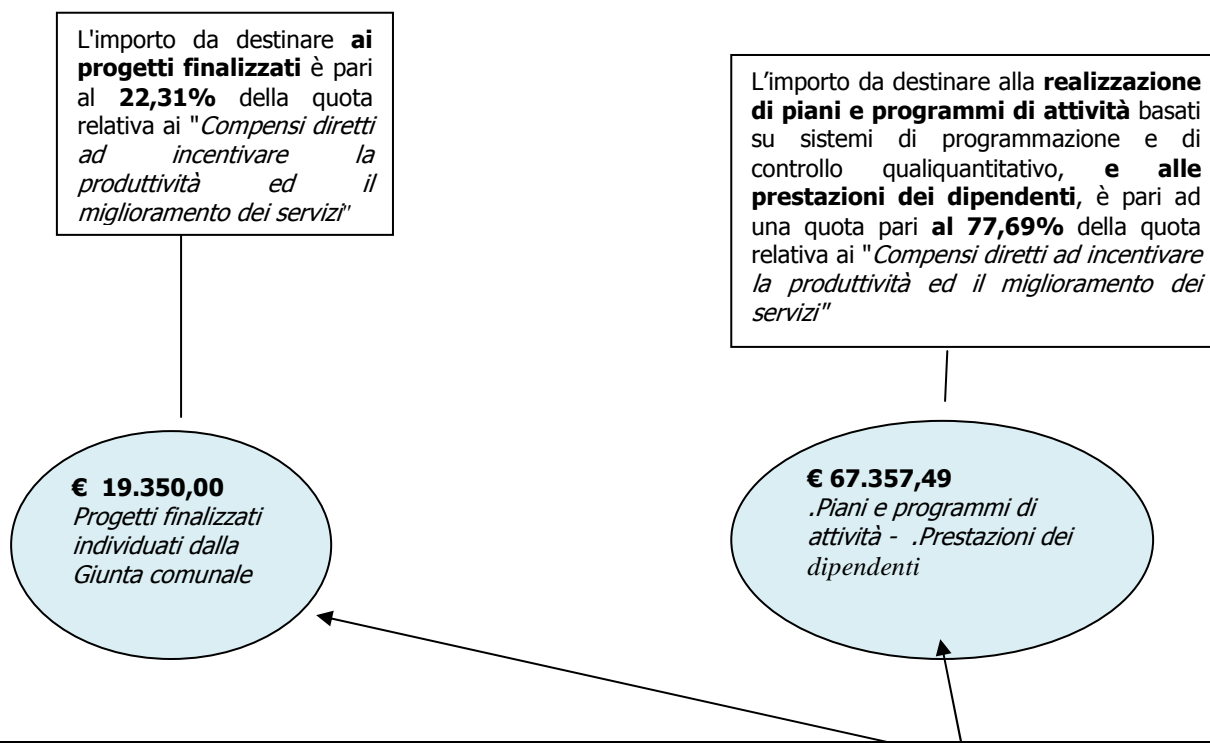 L'importo da destinare ai
progetti finalizzati è pari
al 22,31% della quota
relativa ai "Compensi diretti
ad incentivare la
produttività ed il
miglioramento dei servizi"
L'importo da destinare alla realizzazione
di piani e programmi di attività basati
su sistemi di programmazione e di
controllo qualiquantitativo, e alle
prestazioni dei dipendenti, è pari ad
una quota pari al 77,69% della quota
relativa ai "Compensi diretti ad incentivare
la produttività ed il miglioramento dei
servizi"
€ 19.350,00
Progetti finalizzati
individuati dalla
Giunta comunale
€ 67.357,49
.Piani e programmi di
attività - .Prestazioni dei
dipendenti